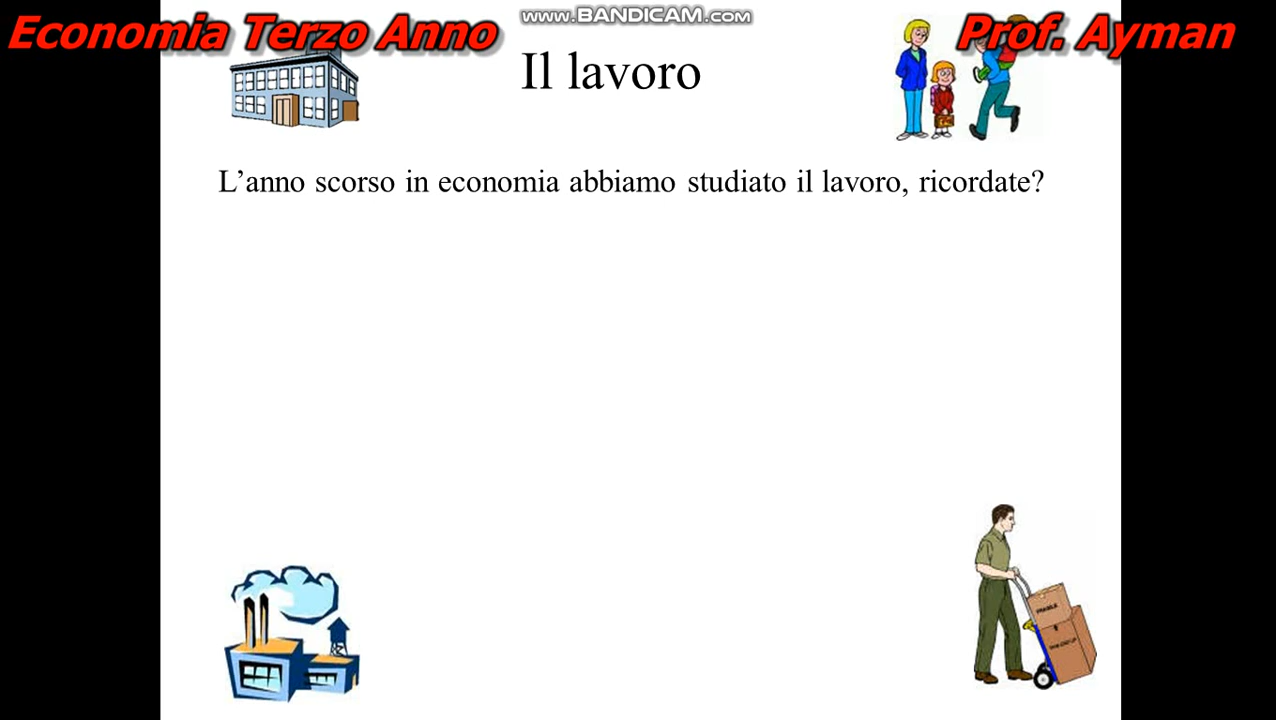 www.BANDICAM.com
Economia Terzo Anno
Prof. Ayman
Il lavoro
L’anno scorso in economia abbiamo studiato il lavoro, ricordate?
FRAGILE